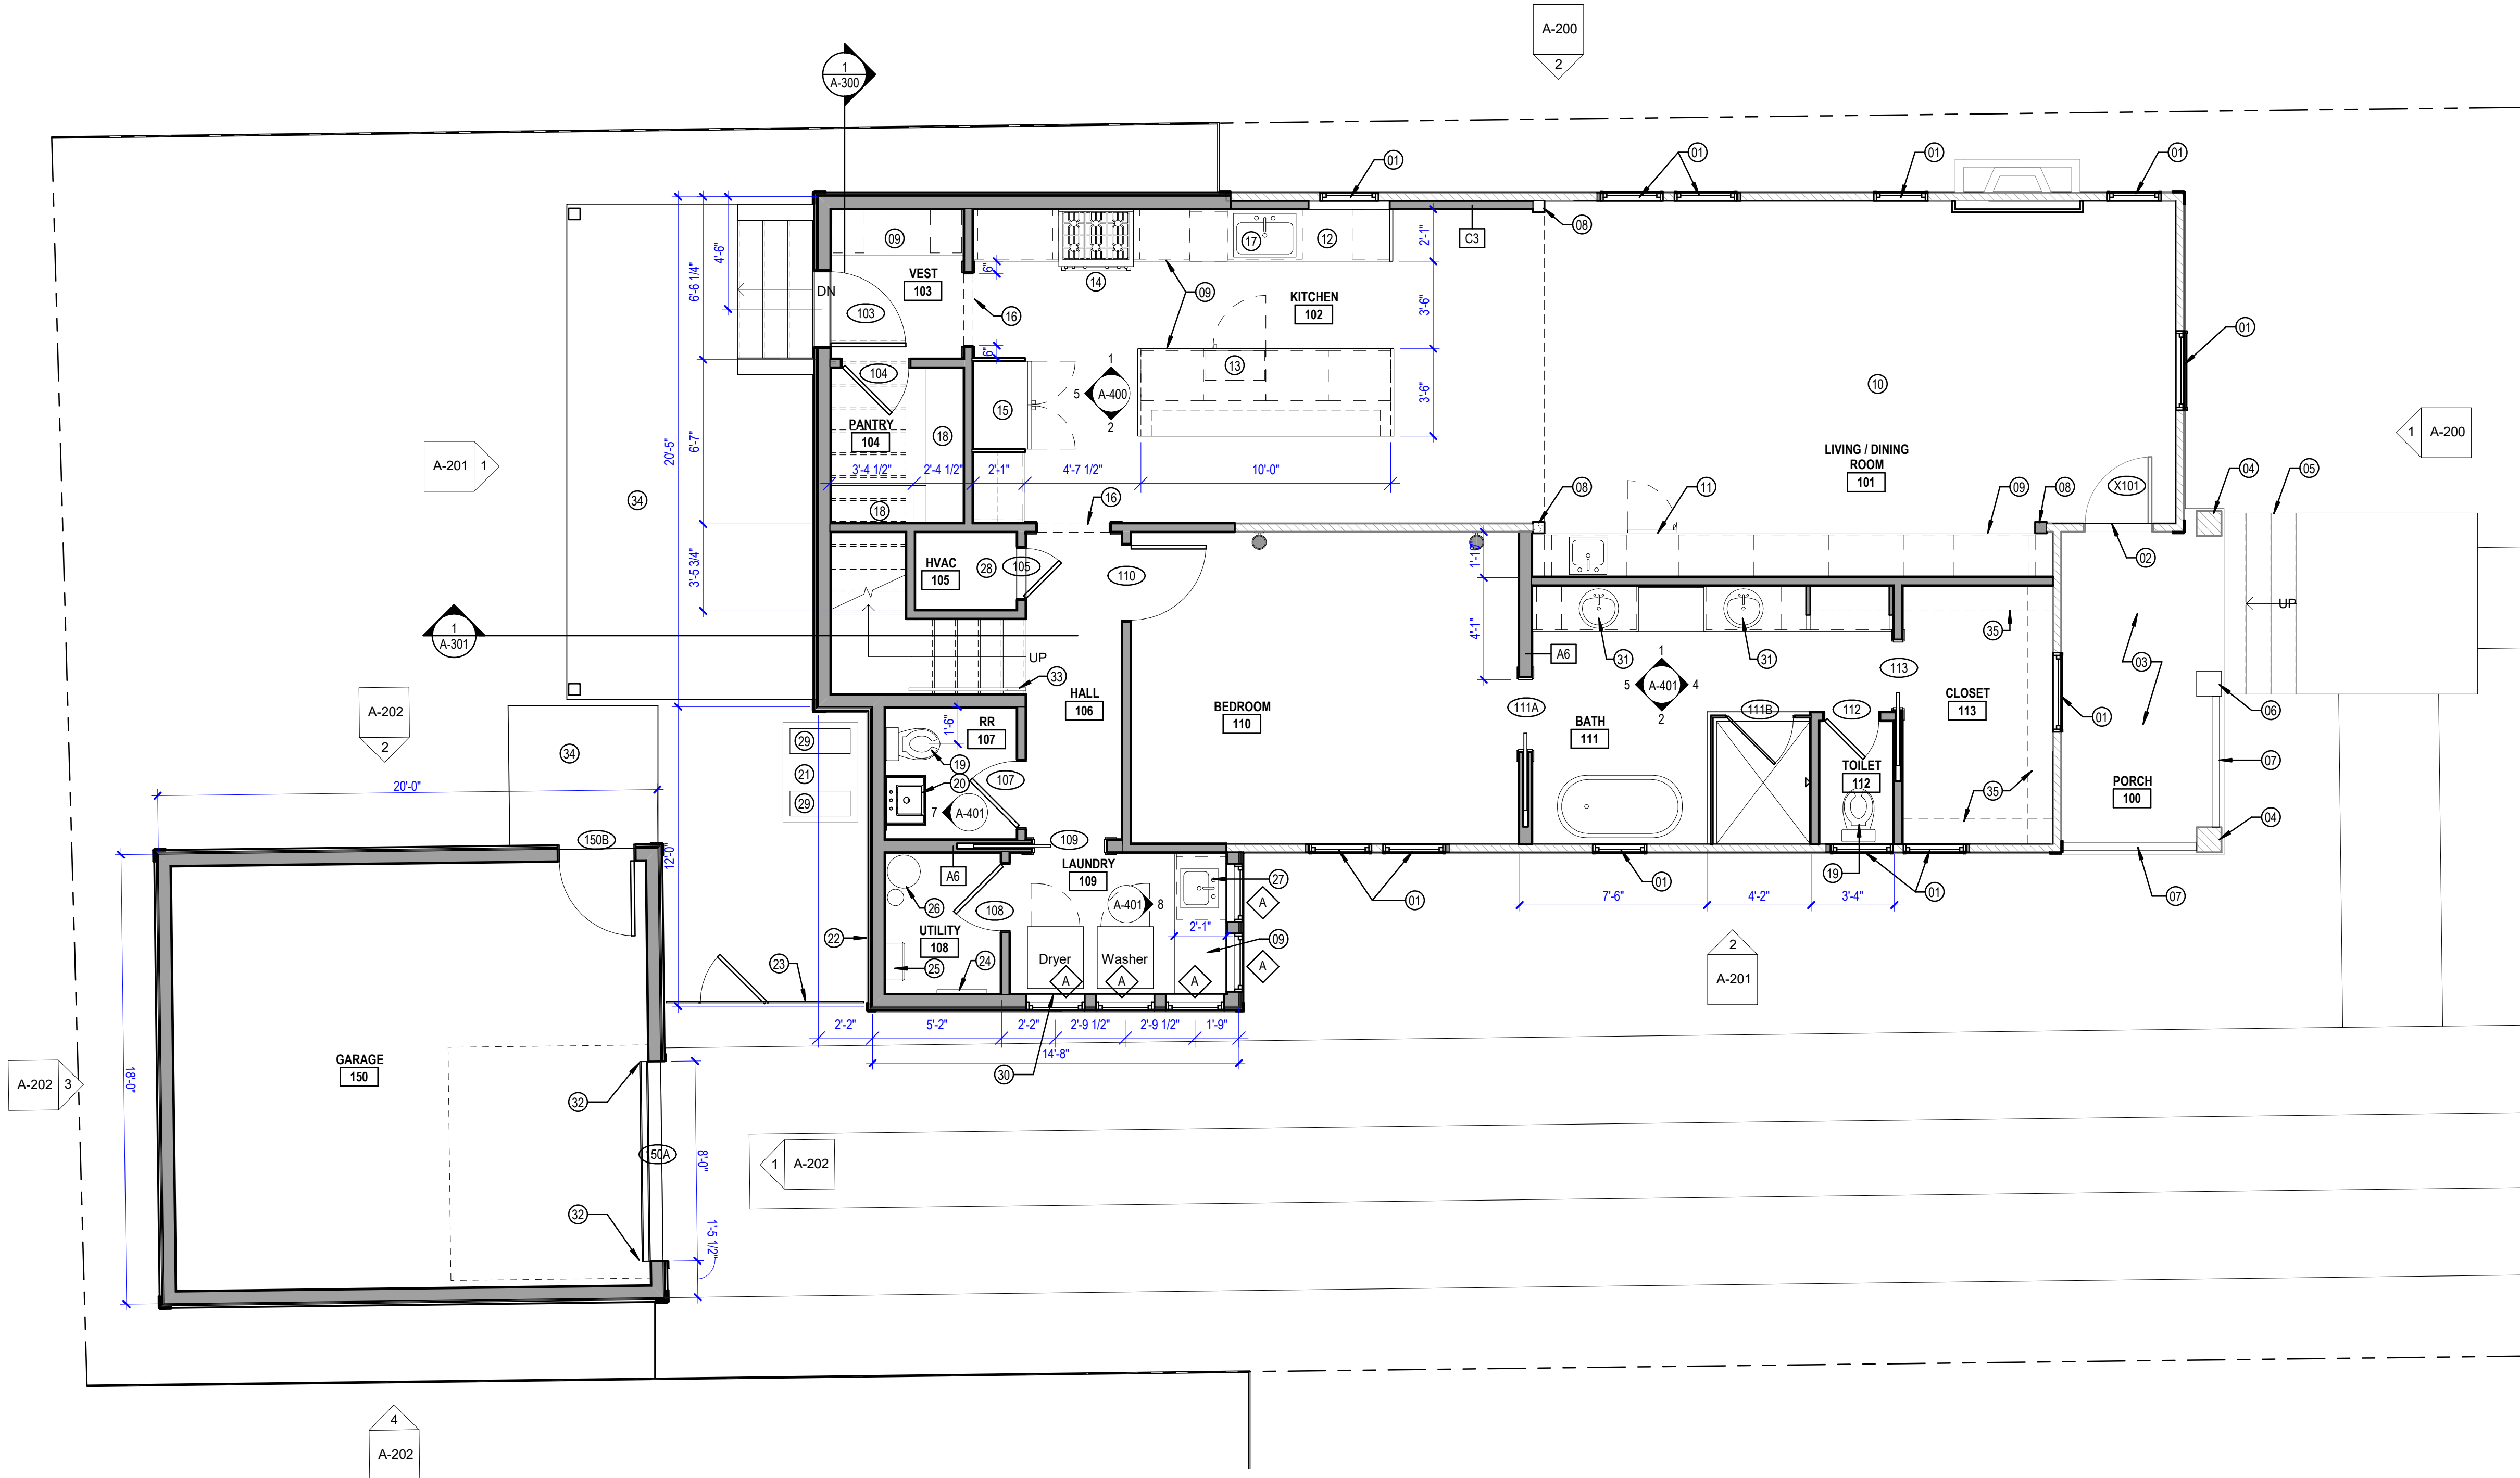 A-200
2
1
A-300
01
01
01
01
4'-6"
6'-6 1/4"
09
VEST
103
DN
103
6"
6"
14
17
12
09
16
KITCHEN
102
C3
08
2'-1"
3'-6"
3'-6"
13
10
01
104
PANTRY
104
18
18
15
1
5
A-400
2
A-201
1
34
20'-5"
6'-7"
3'-4 1/2"
2'-4 1/2"
2'-1"
4'-7 1/2"
10'-0"
LIVING / DINING
ROOM
101
X101
1
A-200
04
05
16
08
11
09
08
02
3'-5 3/4"
HVAC
105
28
105
110
1'-10"
4'-1"
1
A-301
UP
UP
33
A6
31
31
35
113
03
1
5
A-401
4
2
A-202
2
34
HALL
106
BEDROOM
110
111A
BATH
111
111B
112
CLOSET
113
01
06
RR
107
1'-6"
29
21
29
19
20
107
7
A-401
TOILET
112
35
PORCH
100
07
04
20'-0"
150B
12'-0"
109
LAUNDRY
109
A6
26
108
A-401
8
27
A
01
01
19
01
07
7'-6"
4'-2"
3'-4"
22
UTILITY
108
2'-1"
09
23
25
24
Dryer
Washer
A
A
A
A
2
A-201
2'-2"
5'-2"
2'-2"
2'-9 1/2"
2'-9 1/2"
1'-9"
14'-8"
30
GARAGE
150
18'-0"
A-202
3
32
150A
8'-0"
1
A-202
32
1'-5 1/2"
4
A-202